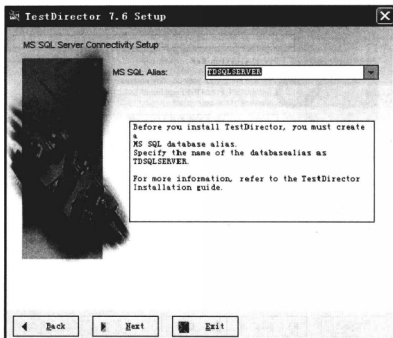 TestDirector 7.6 Setup
MS SQL Server Connectivity Setup
MS SQL Alias:
TDSQLSERVER
Before you install TestDirector, you must create
a
MS SQL database alias.
Specify the name of the databasealias as
TDSQLSERVER.
For more information, refer to the TextDirector
Installation guide.
Back
Next
Exit